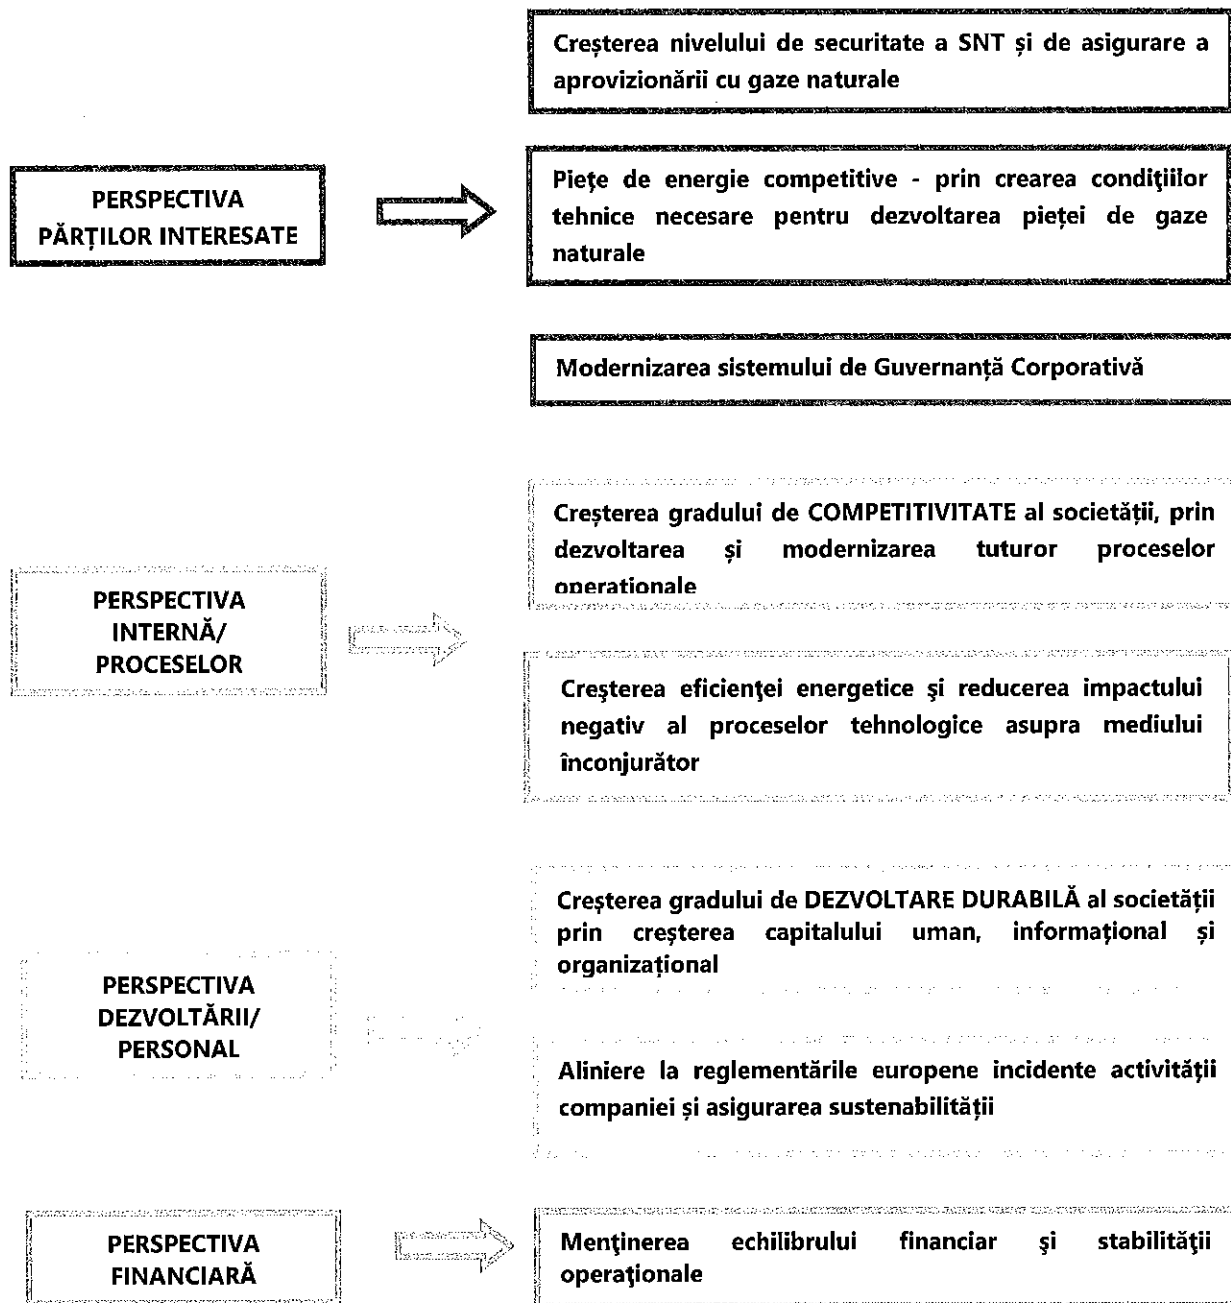 Creșterea nivelului de securitate a SNT și de asigurare a
aprovizionării cu gaze naturale
PERSPECTIVA
PĂRȚILOR INTERESATE
Pieţe de energie competitive - prin crearea condiţiilor
tehnice necesare pentru dezvoltarea pieţei de gaze
naturale
Modernizarea sistemului de Guvernanță Corporativă
PERSPECTIVA
INTERNĂ/
PROCESELOR
Creșterea gradului de COMPETITIVITATE al societății, prin
dezvoltarea și modernizarea tuturor proceselor
operaționale
Creşterea eficienţei energetice şi reducerea impactului
negativ al proceselor tehnologice asupra mediului
înconjurător
PERSPECTIVA
DEZVOLTĂRII/
PERSONAL
Creșterea gradului de DEZVOLTARE DURABILĂ al societății
prin creșterea capitalului uman, informațional și
organizațional
Aliniere la reglementările europene incidente activității
companiei și asigurarea sustenabilității
PERSPECTIVA
FINANCIARĂ
Menţinerea echilibrului financiar şi stabilităţii
operaţionale